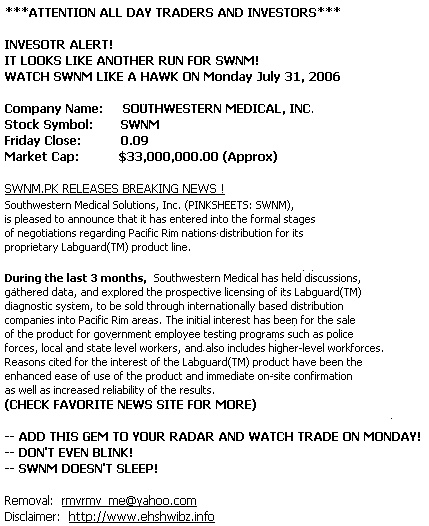 ***ATTENTION ALL DAY TRADERS AND INVESTORS***
INVESOTR ALERT!
IT LOOKS LIKE ANOTHER RUN FOR SWNM!
WATCH SWNM LIKE A HAWK ON Monday July 31, 2006
Company Name: SOUTHWESTERN MEDICAL, INC.
Stock Symbol: SWNM
Friday Close: 0.09
Market Cap: $33,000,000.00 (Approx)
SWNM.PK RELEASES BREAKING NEWS !
Southwestern Medical Solutions, Inc. (PINKSHEETS: SWNM),
is pleased to announce that it has entered into the formal stages
of negotiations regarding Pacific Rim nations distribution for its
proprietary Labguard(TM) product line.
During the last 3 months, Southwestern Medical has held discussions,
gathered data, and explored the prospective licensing of its Labguard(TM)
diagnostic system, to be sold through internationally based distribution
companies into Pacific Rim areas. The initial interest has been for the sale
of the product for government employee testing programs such as police
forces, local and state level workers, and also includes higher-level workforces.
Reasons cited for the interest of the Labguard(TM) product have been the
enhanced ease of use of the product and immediate on-site confirmation
as well as increased reliability of the results.
(CHECK FAVORITE NEWS SITE FOR MORE)
-- ADD THIS GEM TO YOUR RADAR AND WATCH TRADE ON MONDAY!
-- DON'T EVEN BLINK!
-- SWNM DOESN'T SLEEP!
Removal: rmvrmv_me@yahoo.com
Disclaimer: http://www.ehshwibz.info